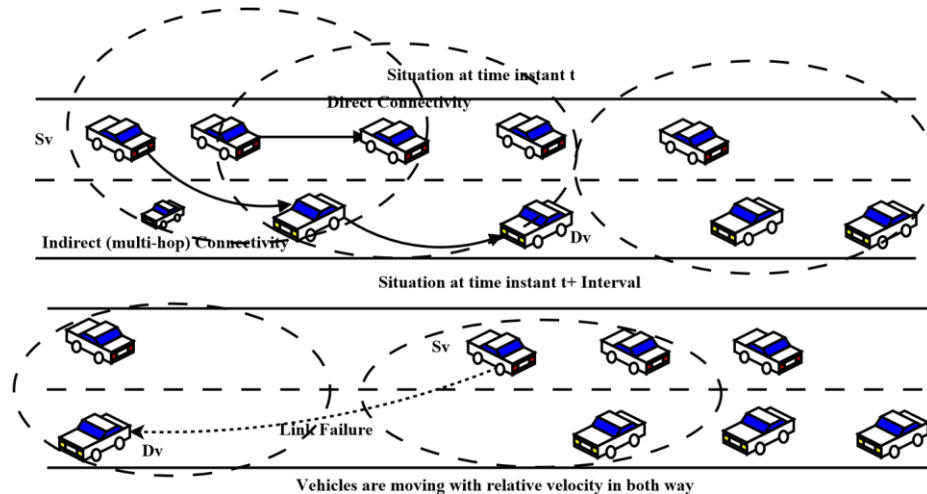 Situation at time instant t
Direct Connectivity
Sv
Indirect (multi-hop) Connectivity
Dv
Situation at time instant t+ Interval
Sv
Link Failure
Dv
Vehicles are moving with relative velocity in both way